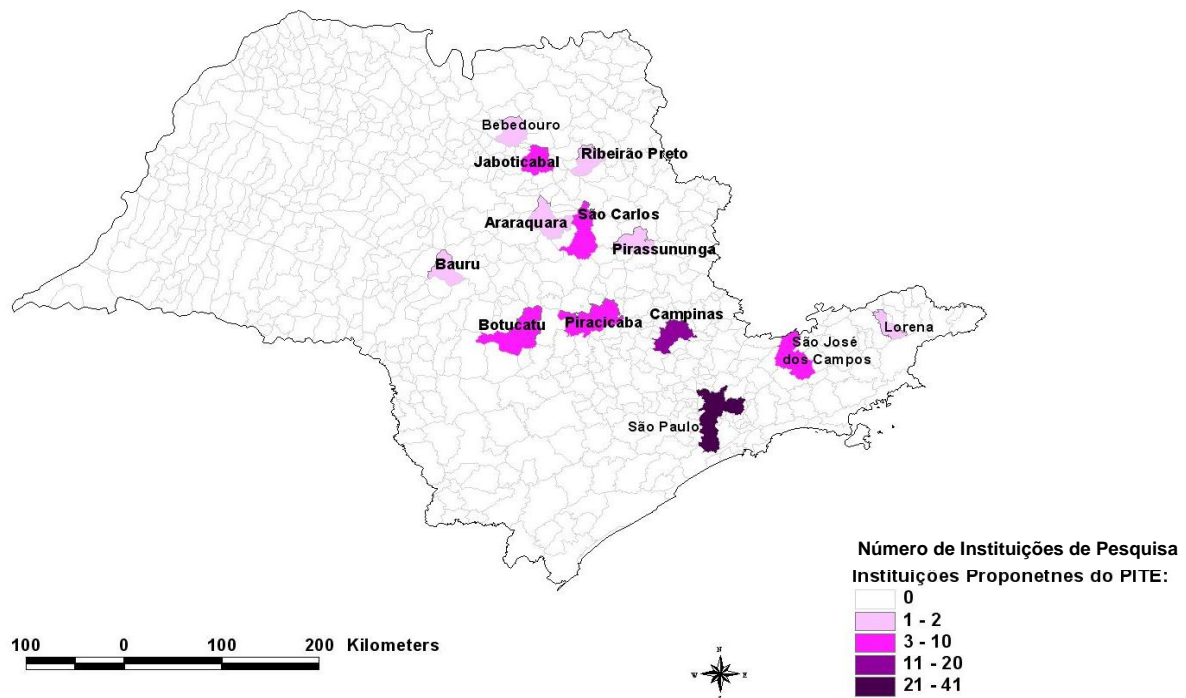 Bebedouro
Jaboticabal
Ribeirão Preto
Araraquara
São Carlos
Pirassununga
Bauru
Botucatu
Piracicaba
Campinas
São José
dos Campos
Lorena
São Paulo
Número de Instituições de Pesquisa
Instituições Proponetnes do PITE:
0
1 - 2
3 - 10
11 - 20
21 - 41
100 0 100 200 Kilometers
N
W E